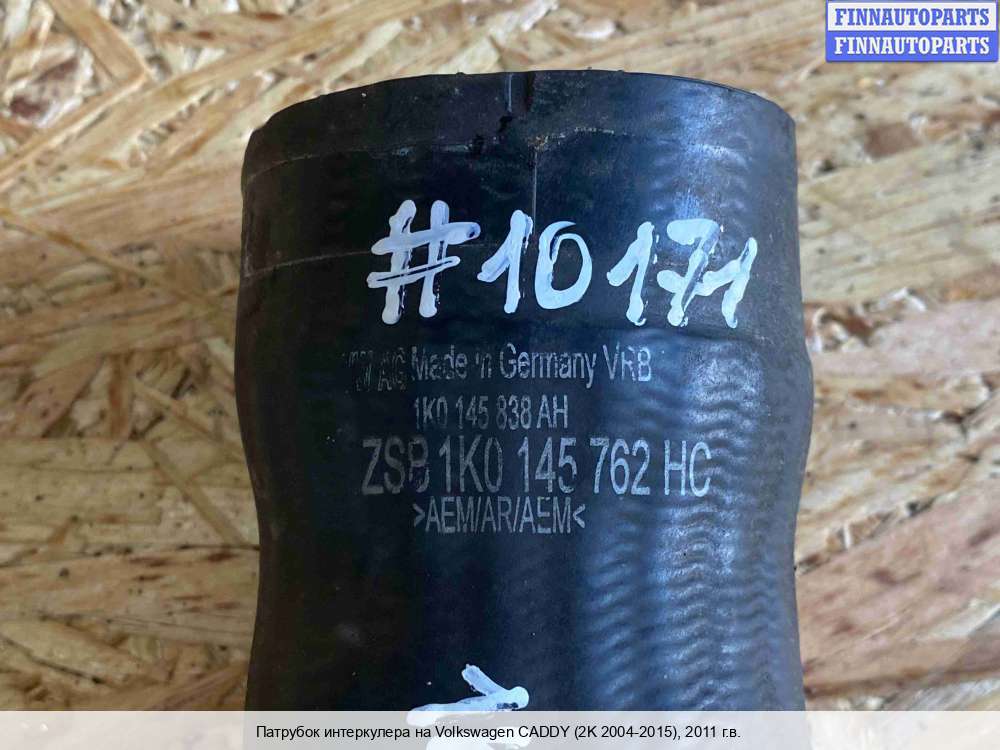 FINNAUTOPARTS
FINNAUTOPARTS
#10171
AG Made in Germany VRB
1K0 145 838 AH
ZSB 1K0 145 762 HC
>AEM/AR/AEM<
Патрубок интеркулера на Volkswagen CADDY (2K 2004-2015), 2011 г.в.